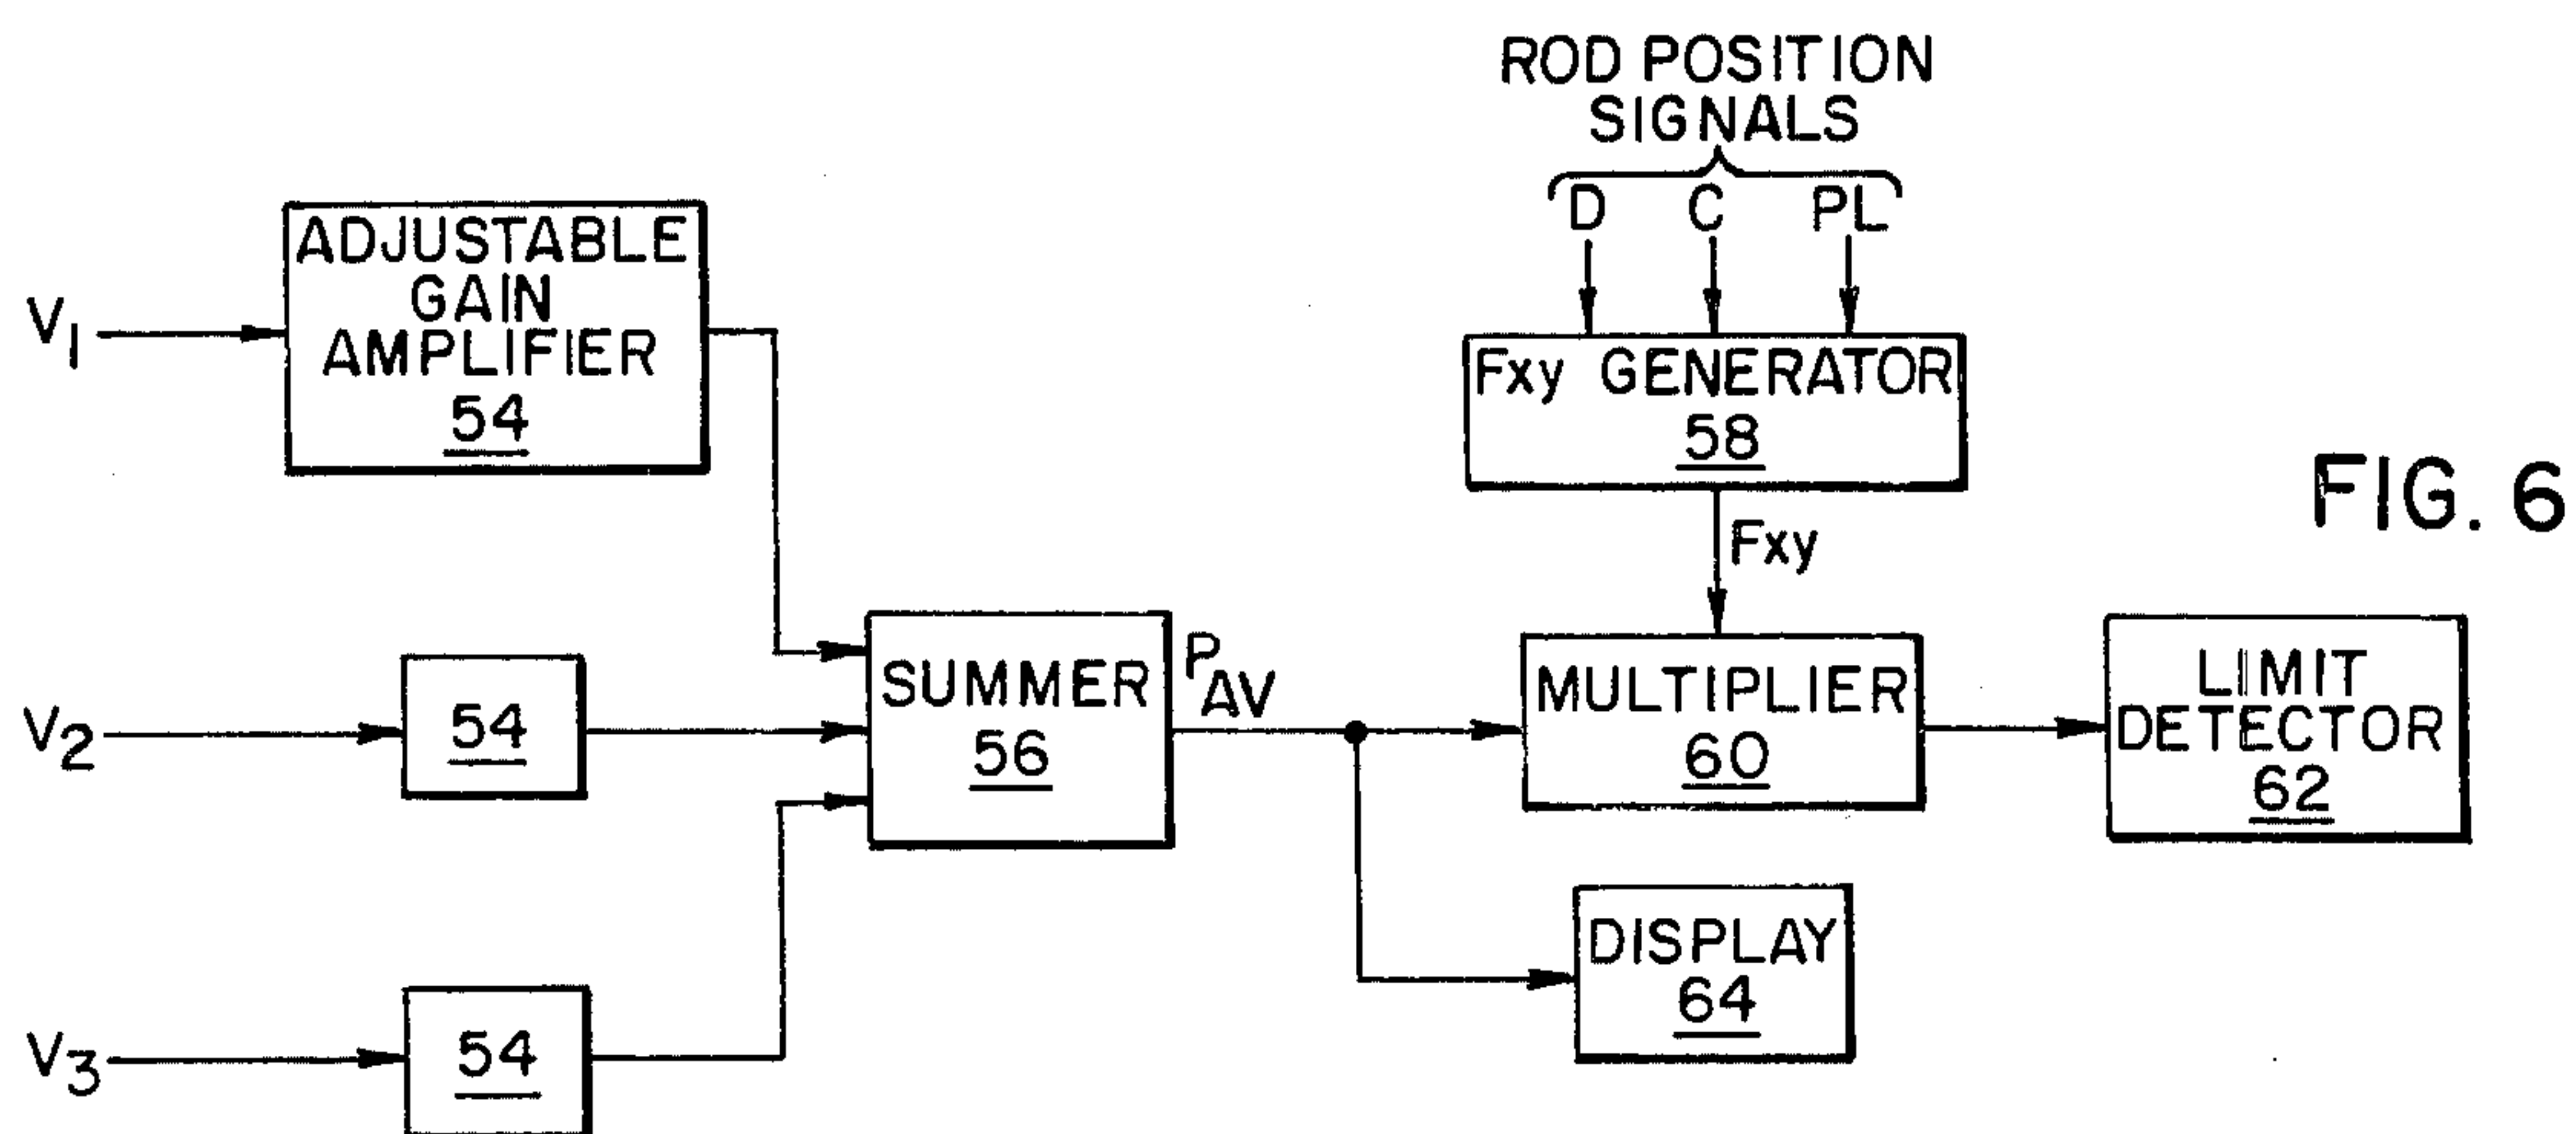 ROD POSITION
SIGNALS
D C PL
ADJUSTABLE
GAIN
AMPLIFIER
54
V1
Fxy GENERATOR
58
FIG. 6
Fxy
V2
54
SUMMER
56
PAV
MULTIPLIER
60
LIMIT
DETECTOR
62
DISPLAY
64
V3
54